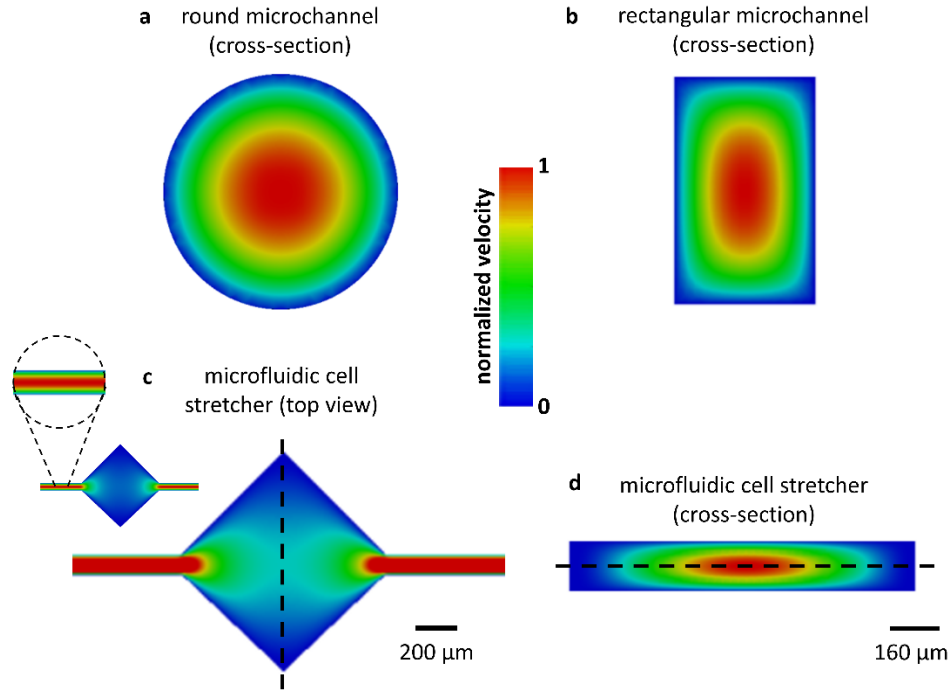 a round microchannel
(cross-section)
b rectangular microchannel
(cross-section)
1
normalized velocity
0
c microfluidic cell
stretcher (top view)
200 µm
d microfluidic cell stretcher
(cross-section)
160 µm